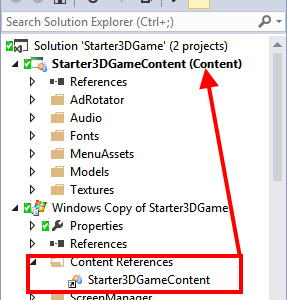 Search Solution Explorer (Ctrl+;)
Solution 'Starter3DGame' (2 projects)
Starter3DGameContent (Content)
References
AdRotator
Audio
Fonts
MenuAssets
Models
Textures
Windows Copy of Starter3DGame
Properties
References
Content References
Starter3DGameContent
ScreenManager